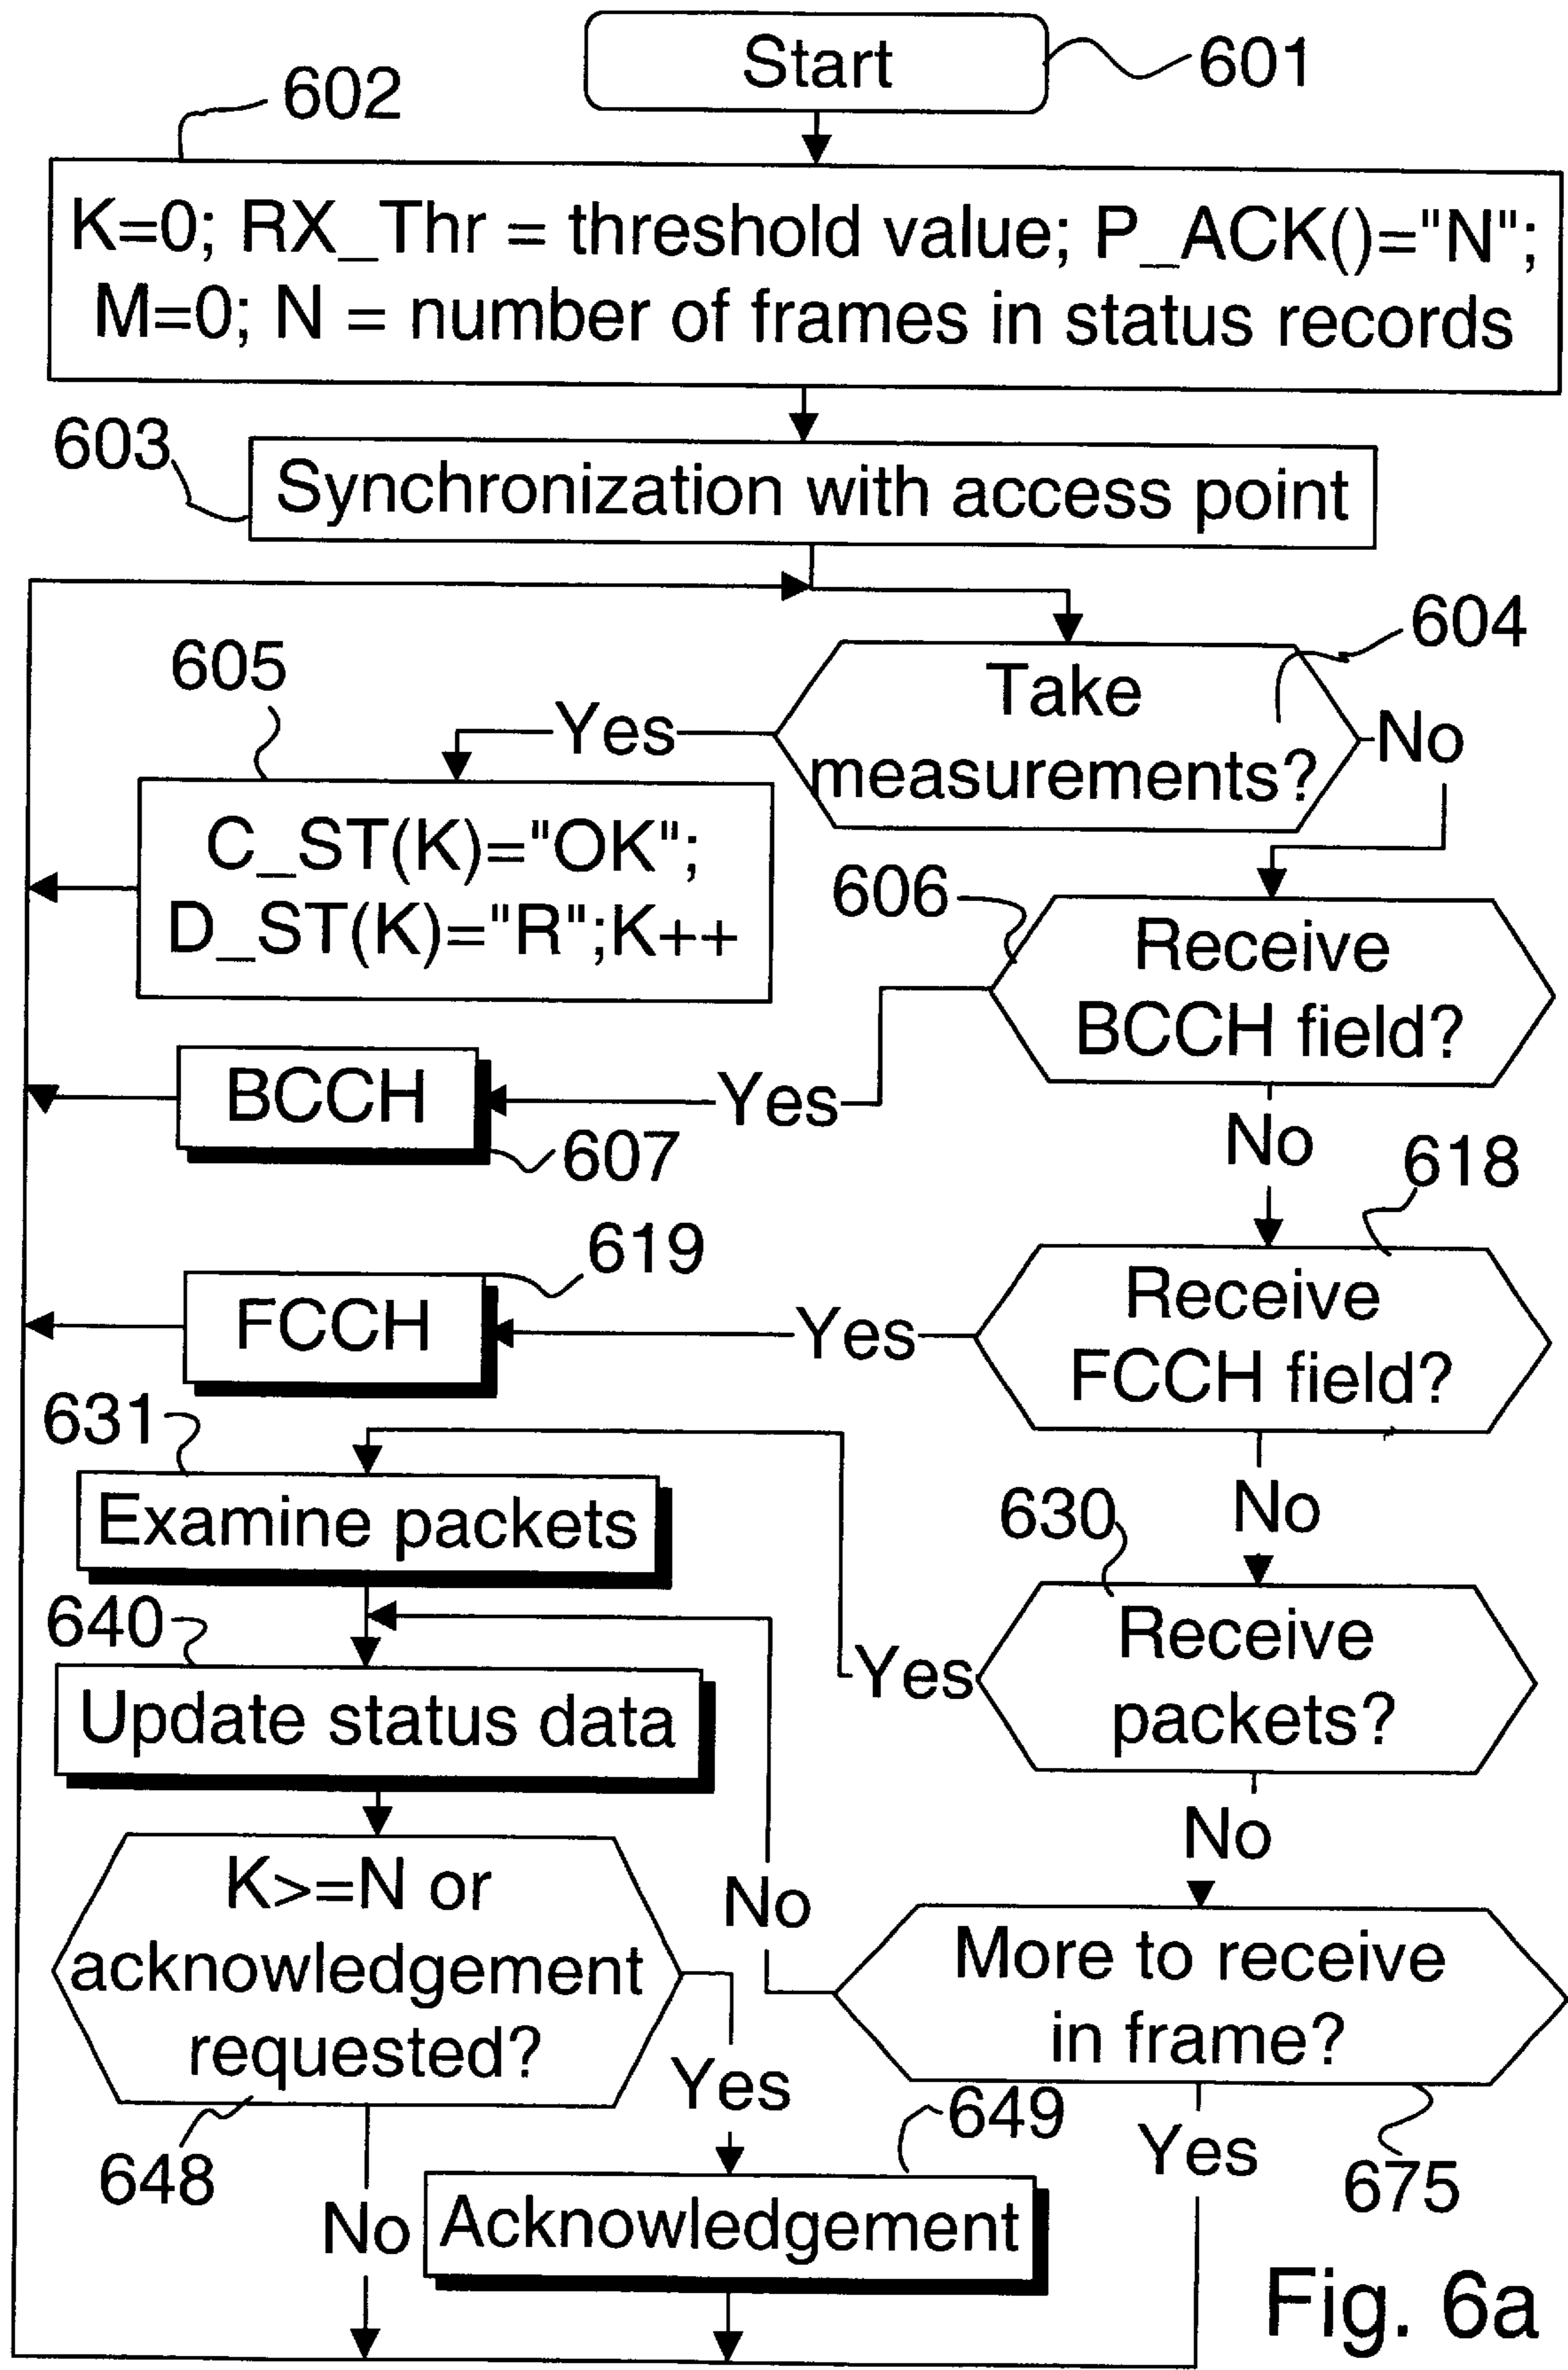 Start
601
602
K=0; RX_Thr = threshold value; P_ACK()="N";
M=0; N = number of frames in status records
603
Synchronization with access point
604
605
Take
measurements?
Yes
No
C_ST(K)="OK";
D_ST(K)="R";K++
606
Receive
BCCH field?
BCCH
Yes
607
No
618
619
Receive
FCCH field?
FCCH
Yes
631
No
Examine packets
630
640
Receive
packets?
Yes
Update status data
No
K>=N or
acknowledgement
requested?
No
More to receive
in frame?
Yes
649
Yes
648
675
No
Acknowledgement
Fig. 6a